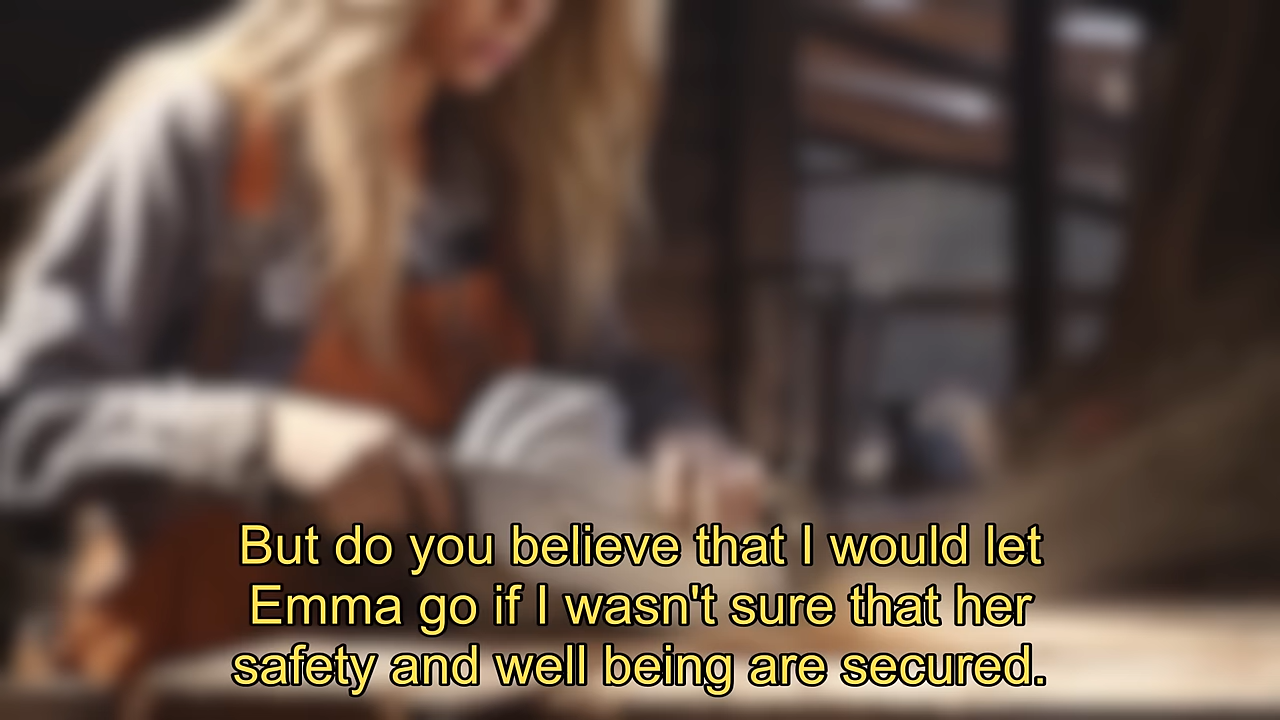 But do you believe that I would let
Emma go if I wasn't sure that her
safety and well being are secured.